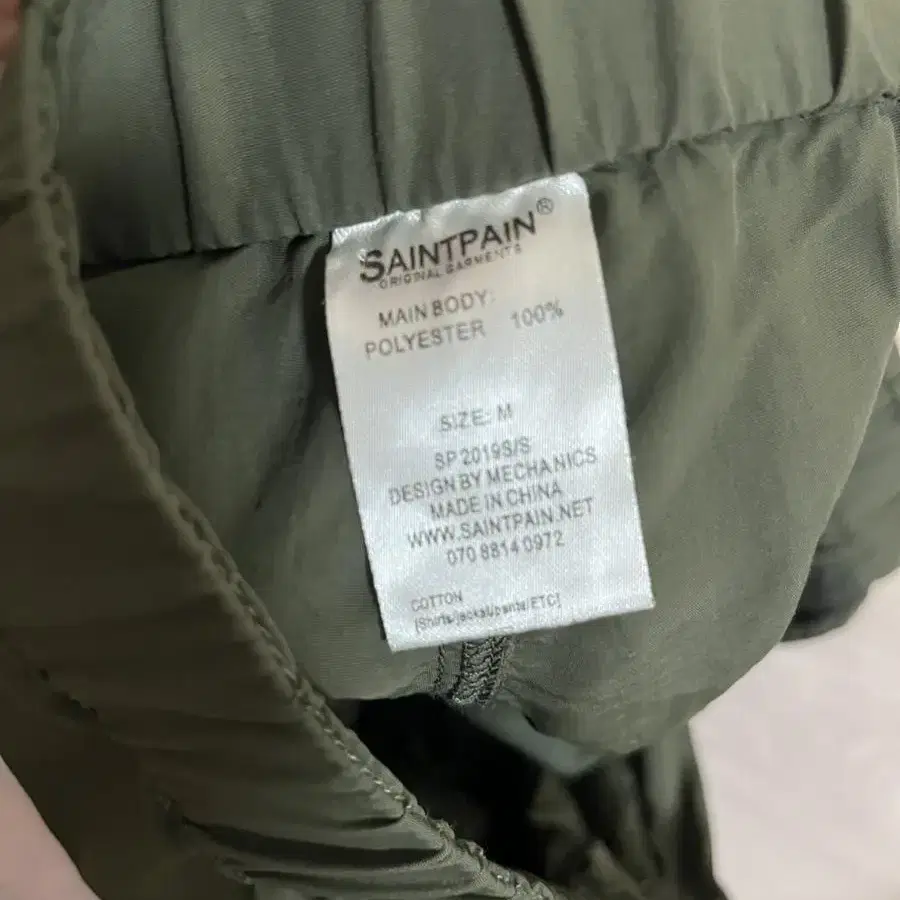 SAINTPAIN®
ORIGINAL GARMENTS
MAIN BODY:
POLYESTER 100%
SIZE: M
SP 2019S/S
DESIGN BY MECHANICS
MADE IN CHINA
WWW.SAINTPAIN.NET
070 8814 0972
COTTON
[Shirts/jacket/pants/ETC]